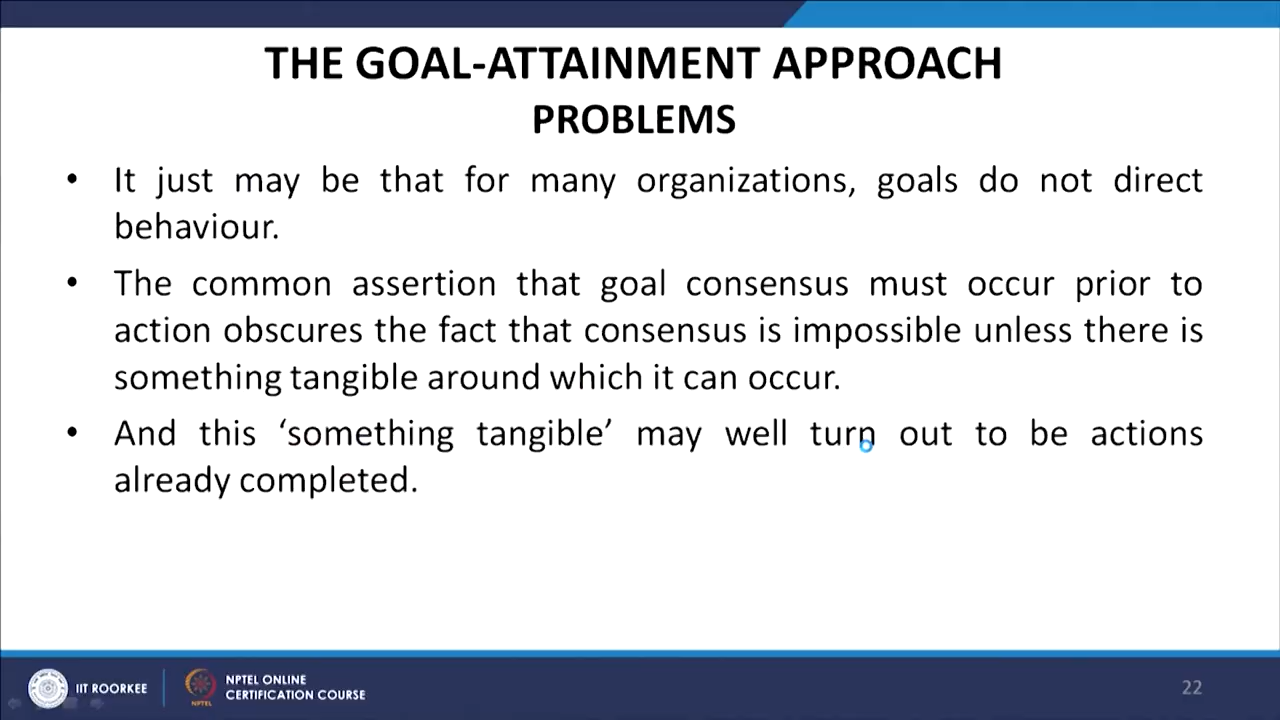 THE GOAL-ATTAINMENT APPROACH
PROBLEMS
• It just may be that for many organizations, goals do not direct
behaviour.
• The common assertion that goal consensus must occur prior to
action obscures the fact that consensus is impossible unless there is
something tangible around which it can occur.
• And this ‘something tangible’ may well turn out to be actions
already completed.
IIT ROORKEE
NPTEL
NPTEL ONLINE
CERTIFICATION COURSE
22